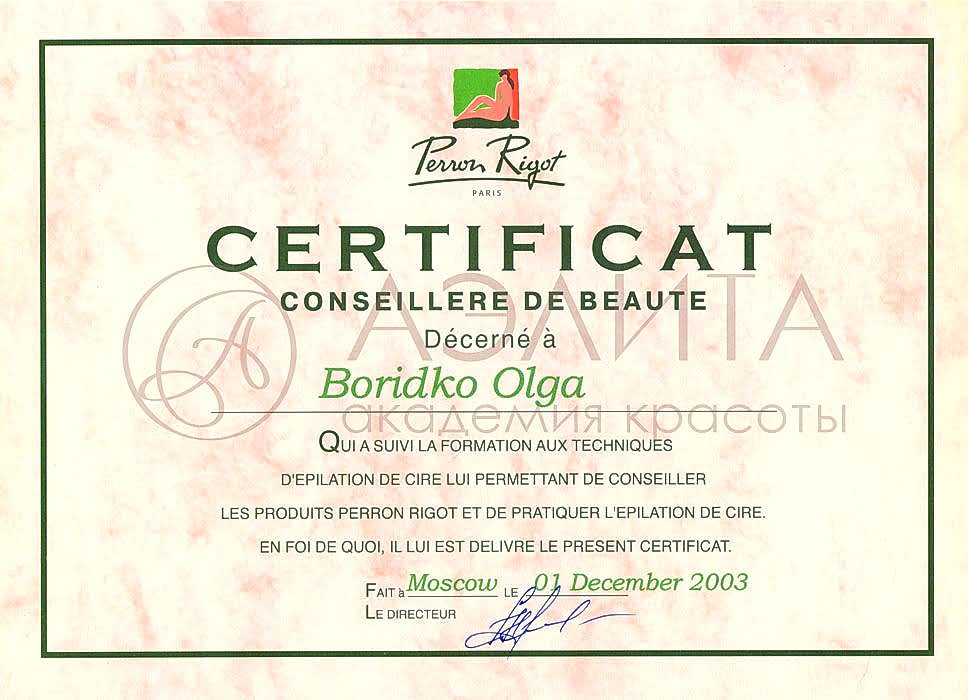 Perron Rigot
PARIS
CERTIFICAT
CONSEILLERE DE BEAUTE
АЭЛИТА
Décerné à
Boridko Olga
академия красоты
QUI A SUIVI LA FORMATION AUX TECHNIQUES
D'EPILATION DE CIRE LUI PERMETTANT DE CONSEILLER
LES PRODUITS PERRON RIGOT ET DE PRATIQUER L'EPILATION DE CIRE.
EN FOI DE QUOI, IL LUI EST DELIVRE LE PRESENT CERTIFICAT.
FAIT à Moscow LE 01 December 2003
LE DIRECTEUR